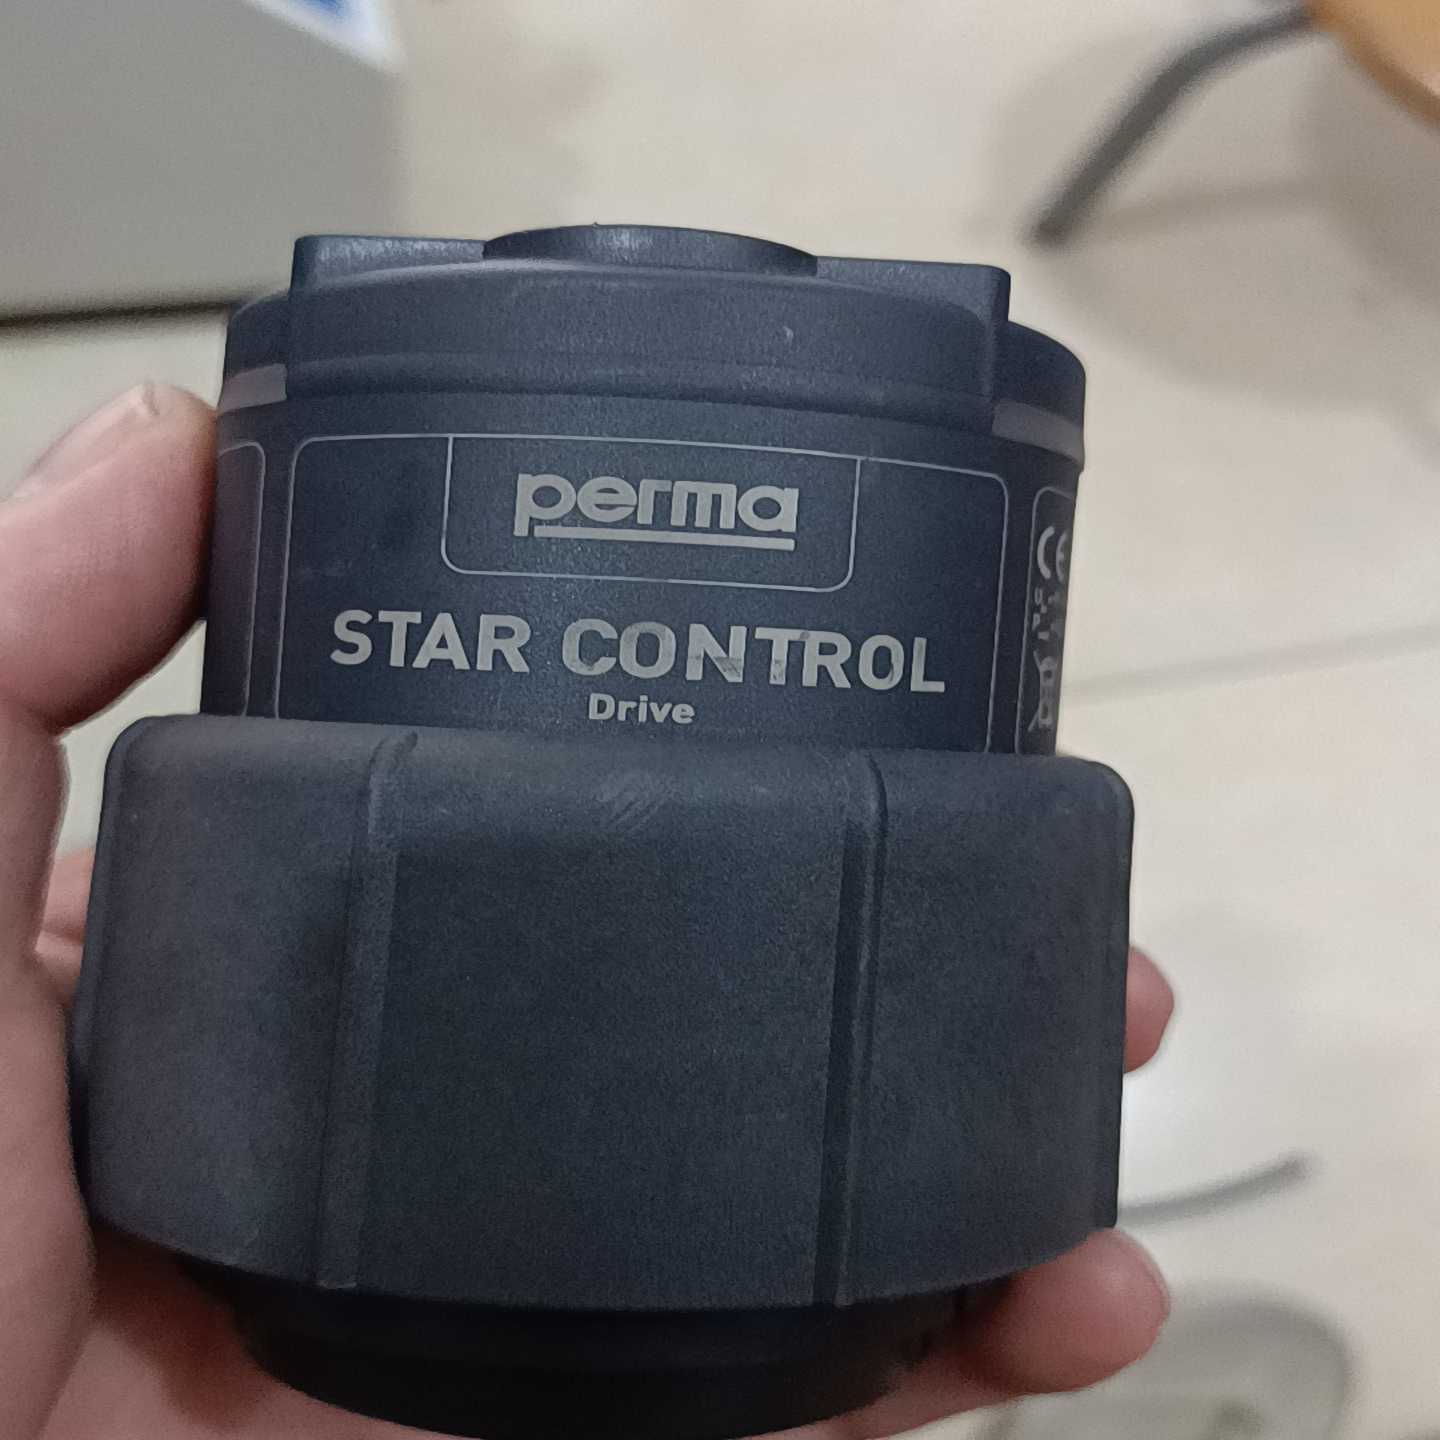 perma
STAR CONTROL
Drive